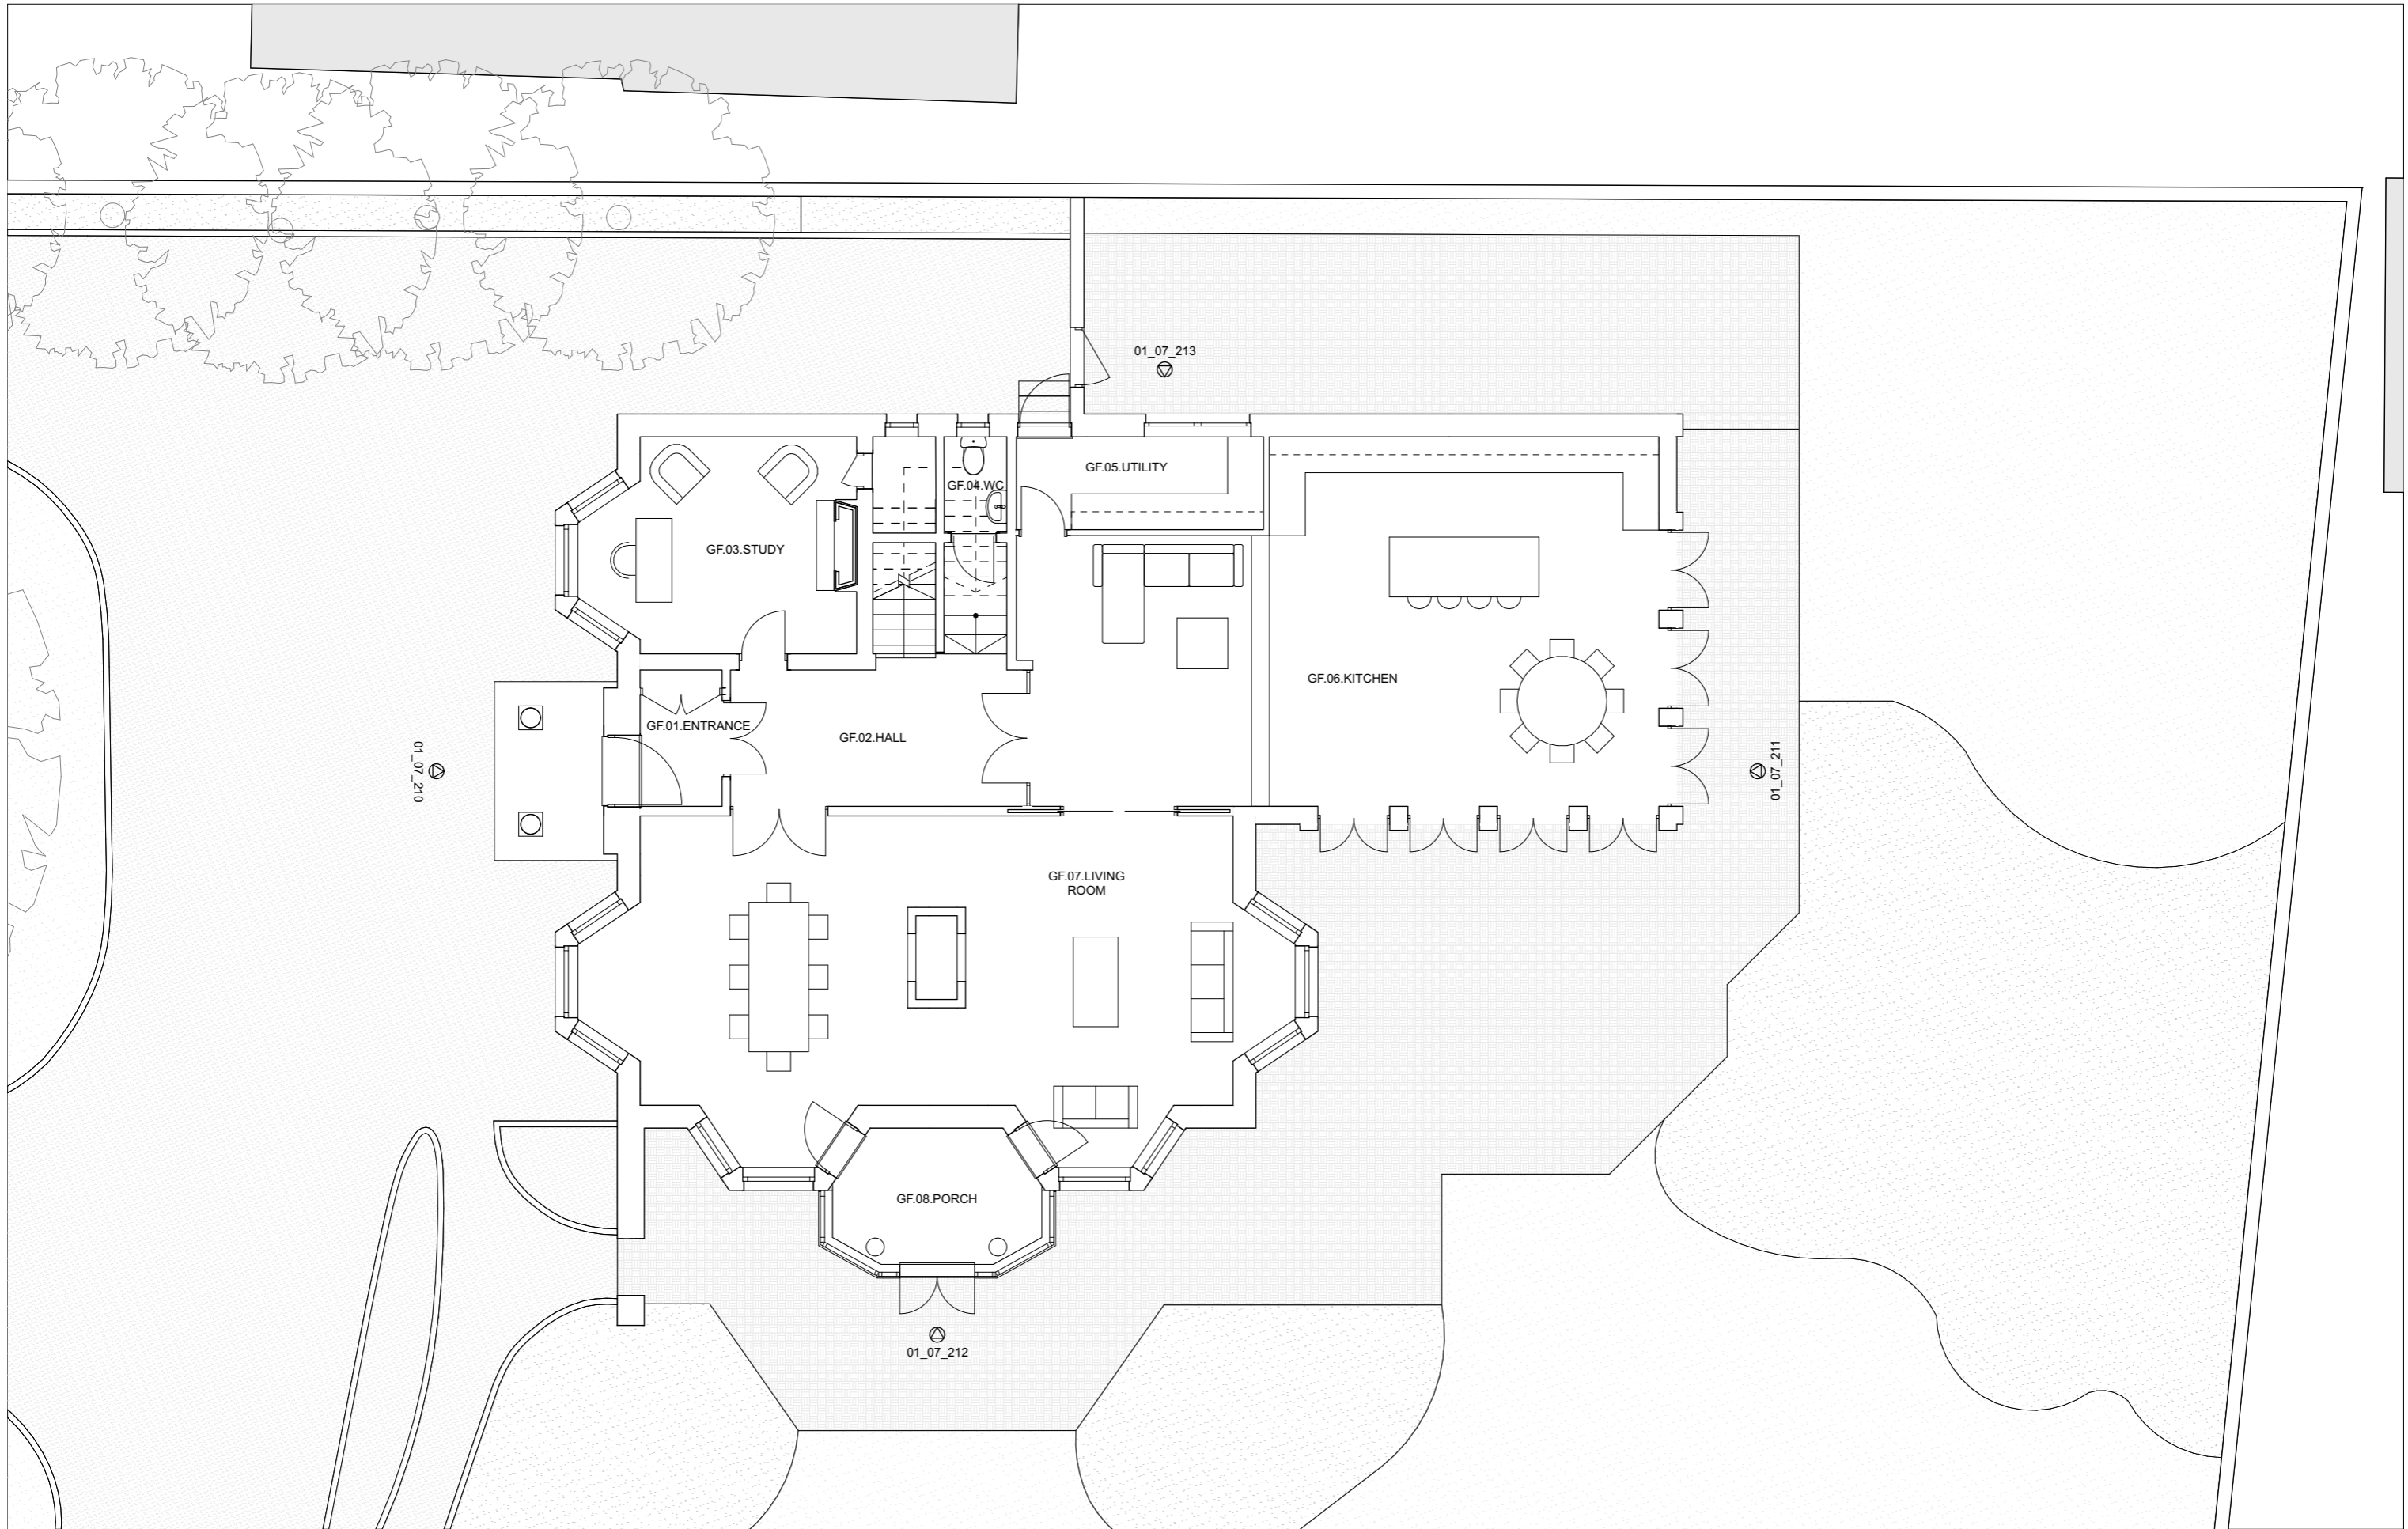 01_07_213
GF.05.UTILITY
GF.04.WC
GF.03.STUDY
GF.06.KITCHEN
GF.01.ENTRANCE
GF.02.HALL
01_07_210
01_07_211
GF.07.LIVING
ROOM
GF.08.PORCH
01_07_212